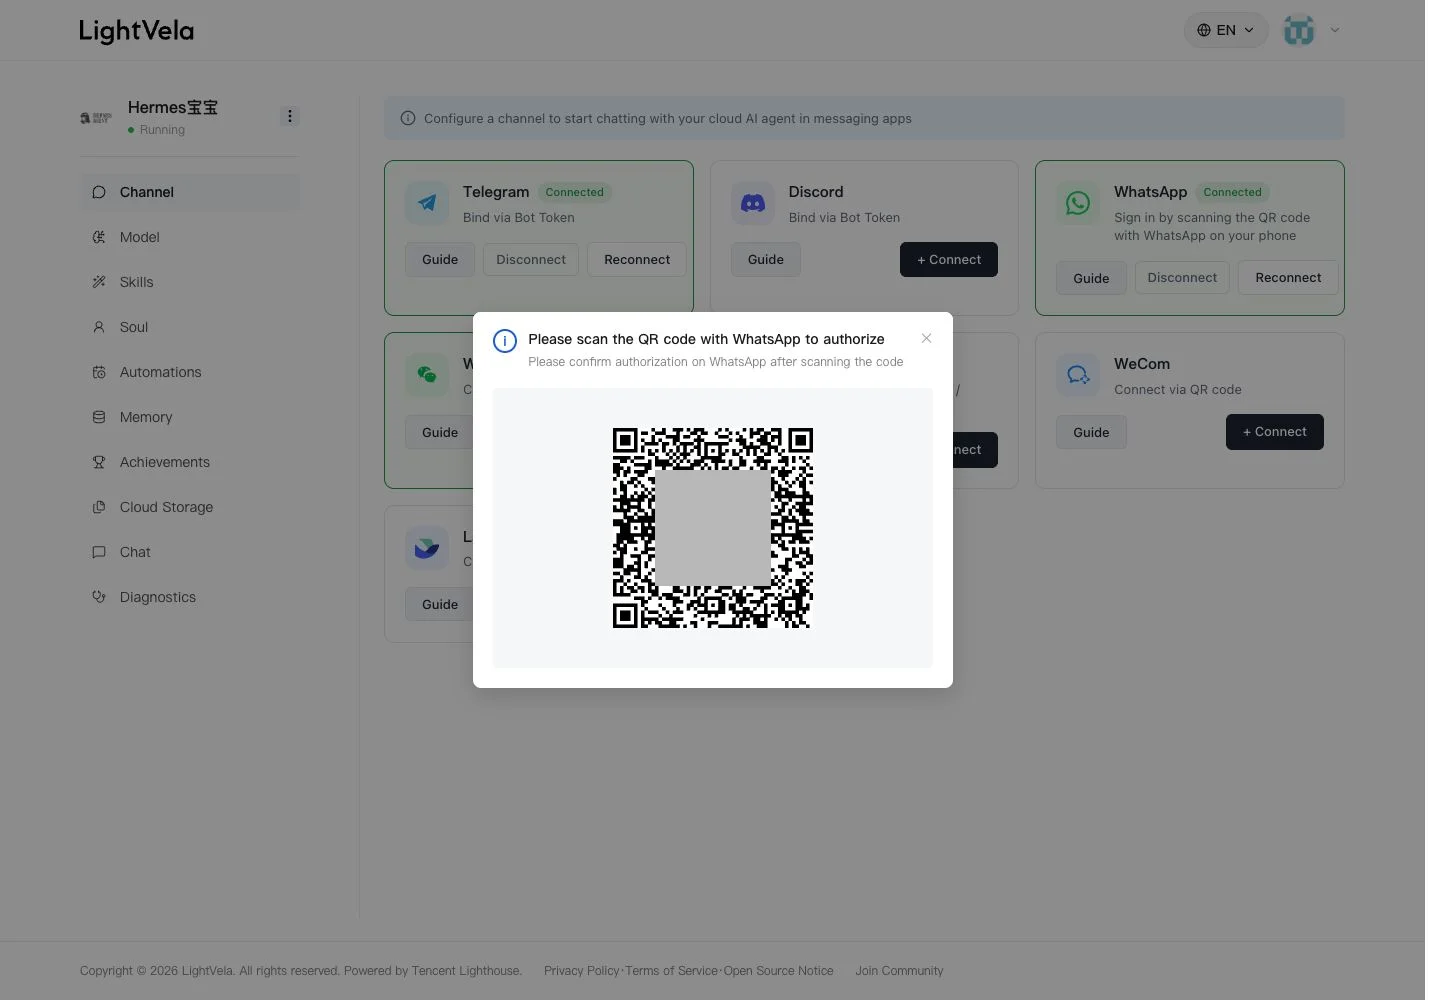 LightVela
EN
Hermes宝宝
Running
Channel
Model
Skills
Soul
Automations
Memory
Achievements
Cloud Storage
Chat
Diagnostics
Configure a channel to start chatting with your cloud AI agent in messaging apps
Telegram Connected
Bind via Bot Token
Guide Disconnect Reconnect
Discord
Bind via Bot Token
Guide + Connect
WhatsApp Connected
Sign in by scanning the QR code
with WhatsApp on your phone
Guide Disconnect Reconnect
W
C
Guide
/
nect
WeCom
Connect via QR code
Guide + Connect
L
C
Guide
Please scan the QR code with WhatsApp to authorize
Please confirm authorization on WhatsApp after scanning the code
Copyright © 2026 LightVela. All rights reserved. Powered by Tencent Lighthouse. Privacy Policy·Terms of Service·Open Source Notice Join Community